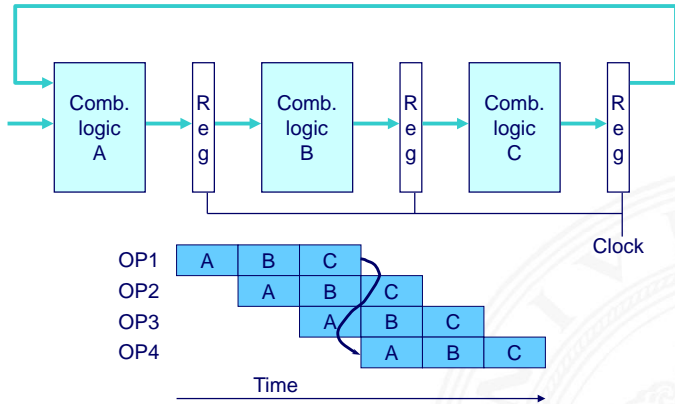 Comb.
logic
A
R
e
g
Comb.
logic
B
R
e
g
Comb.
logic
C
R
e
g
Clock
OP1 A B C
OP2 A B C
OP3 A B C
OP4 A B C
Time